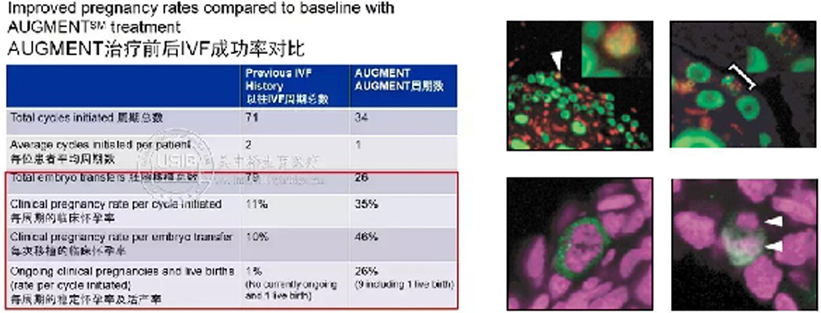 Improved pregnancy rates compared to baseline with
AUGMENT℠ treatment
AUGMENT治疗前后IVF成功率对比
Previous IVF
History
以往IVF周期总数
AUGMENT
AUGMENT周期数
Total cycles initiated 周期总数
71
34
Average cycles initiated per patient
每位患者平均周期数
2
1
Total embryo transfers 胚胎移植总数
79
26
Clinical pregnancy rate per cycle initiated
每周期的临床怀孕率
11%
35%
Clinical pregnancy rate per embryo transfer
每次移植的临床怀孕率
10%
46%
Ongoing clinical pregnancies and live births
(rate per cycle initiated)
每周期的稳定怀孕率及活产率
1%
(No currently ongoing
and 1 live birth)
26%
(9 including 1 live birth)